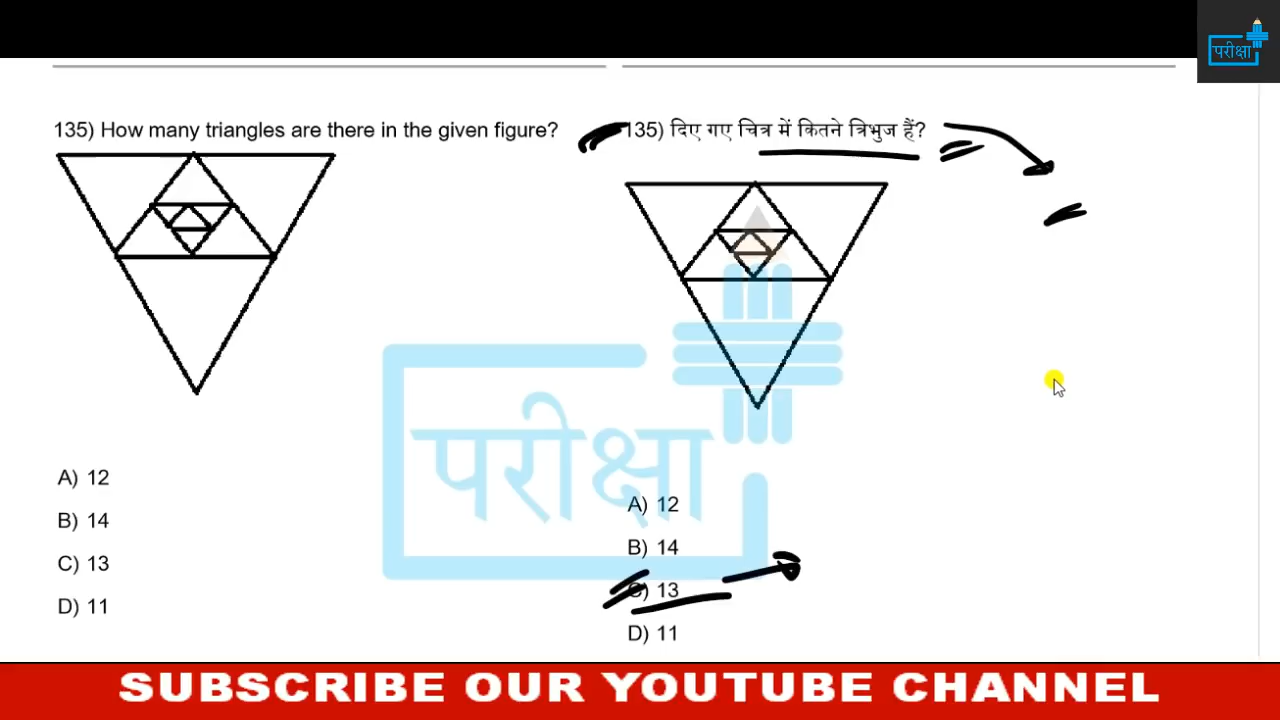 परीक्षा
135) How many triangles are there in the given figure?
135) दिए गए चित्र में कितने त्रिभुज हैं?
परीक्षा
A) 12
B) 14
C) 13
D) 11
A) 12
B) 14
C) 13
D) 11
SUBSCRIBE OUR YOUTUBE CHANNEL